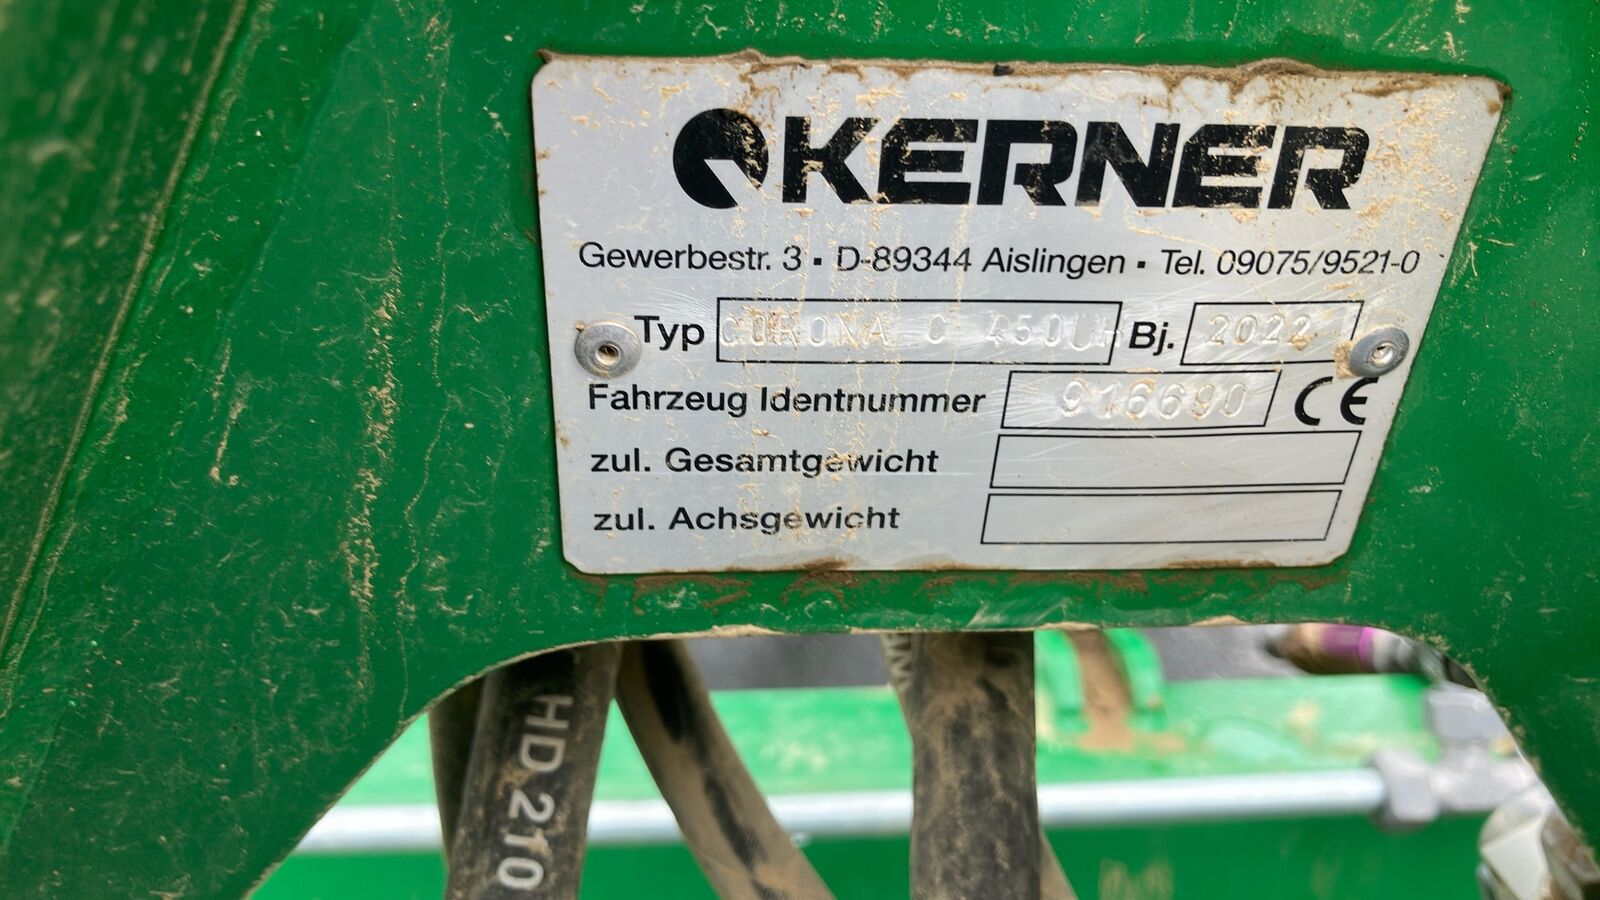 KERNER
Gewerbestr. 3 ▪ D-89344 Aislingen ▪ Tel. 09075/9521-0
Typ CORONA C 450UH Bj. 2022
Fahrzeug Identnummer 916690 CE
zul. Gesamtgewicht
zul. Achsgewicht
HD 210